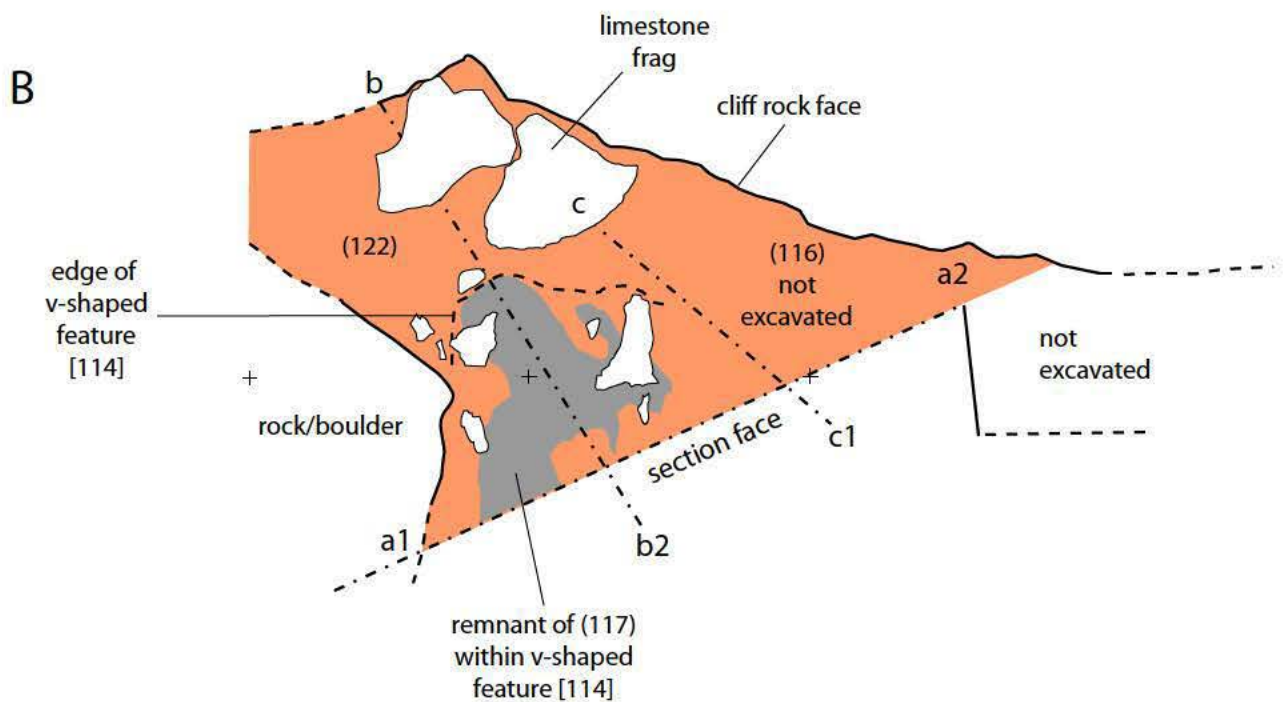 B
b
limestone
frag
cliff rock face
c
(122)
(116)
not
excavated
a2
edge of
v-shaped
feature
[114]
not
excavated
rock/boulder
section face
c1
a1
b2
remnant of (117)
within v-shaped
feature [114]